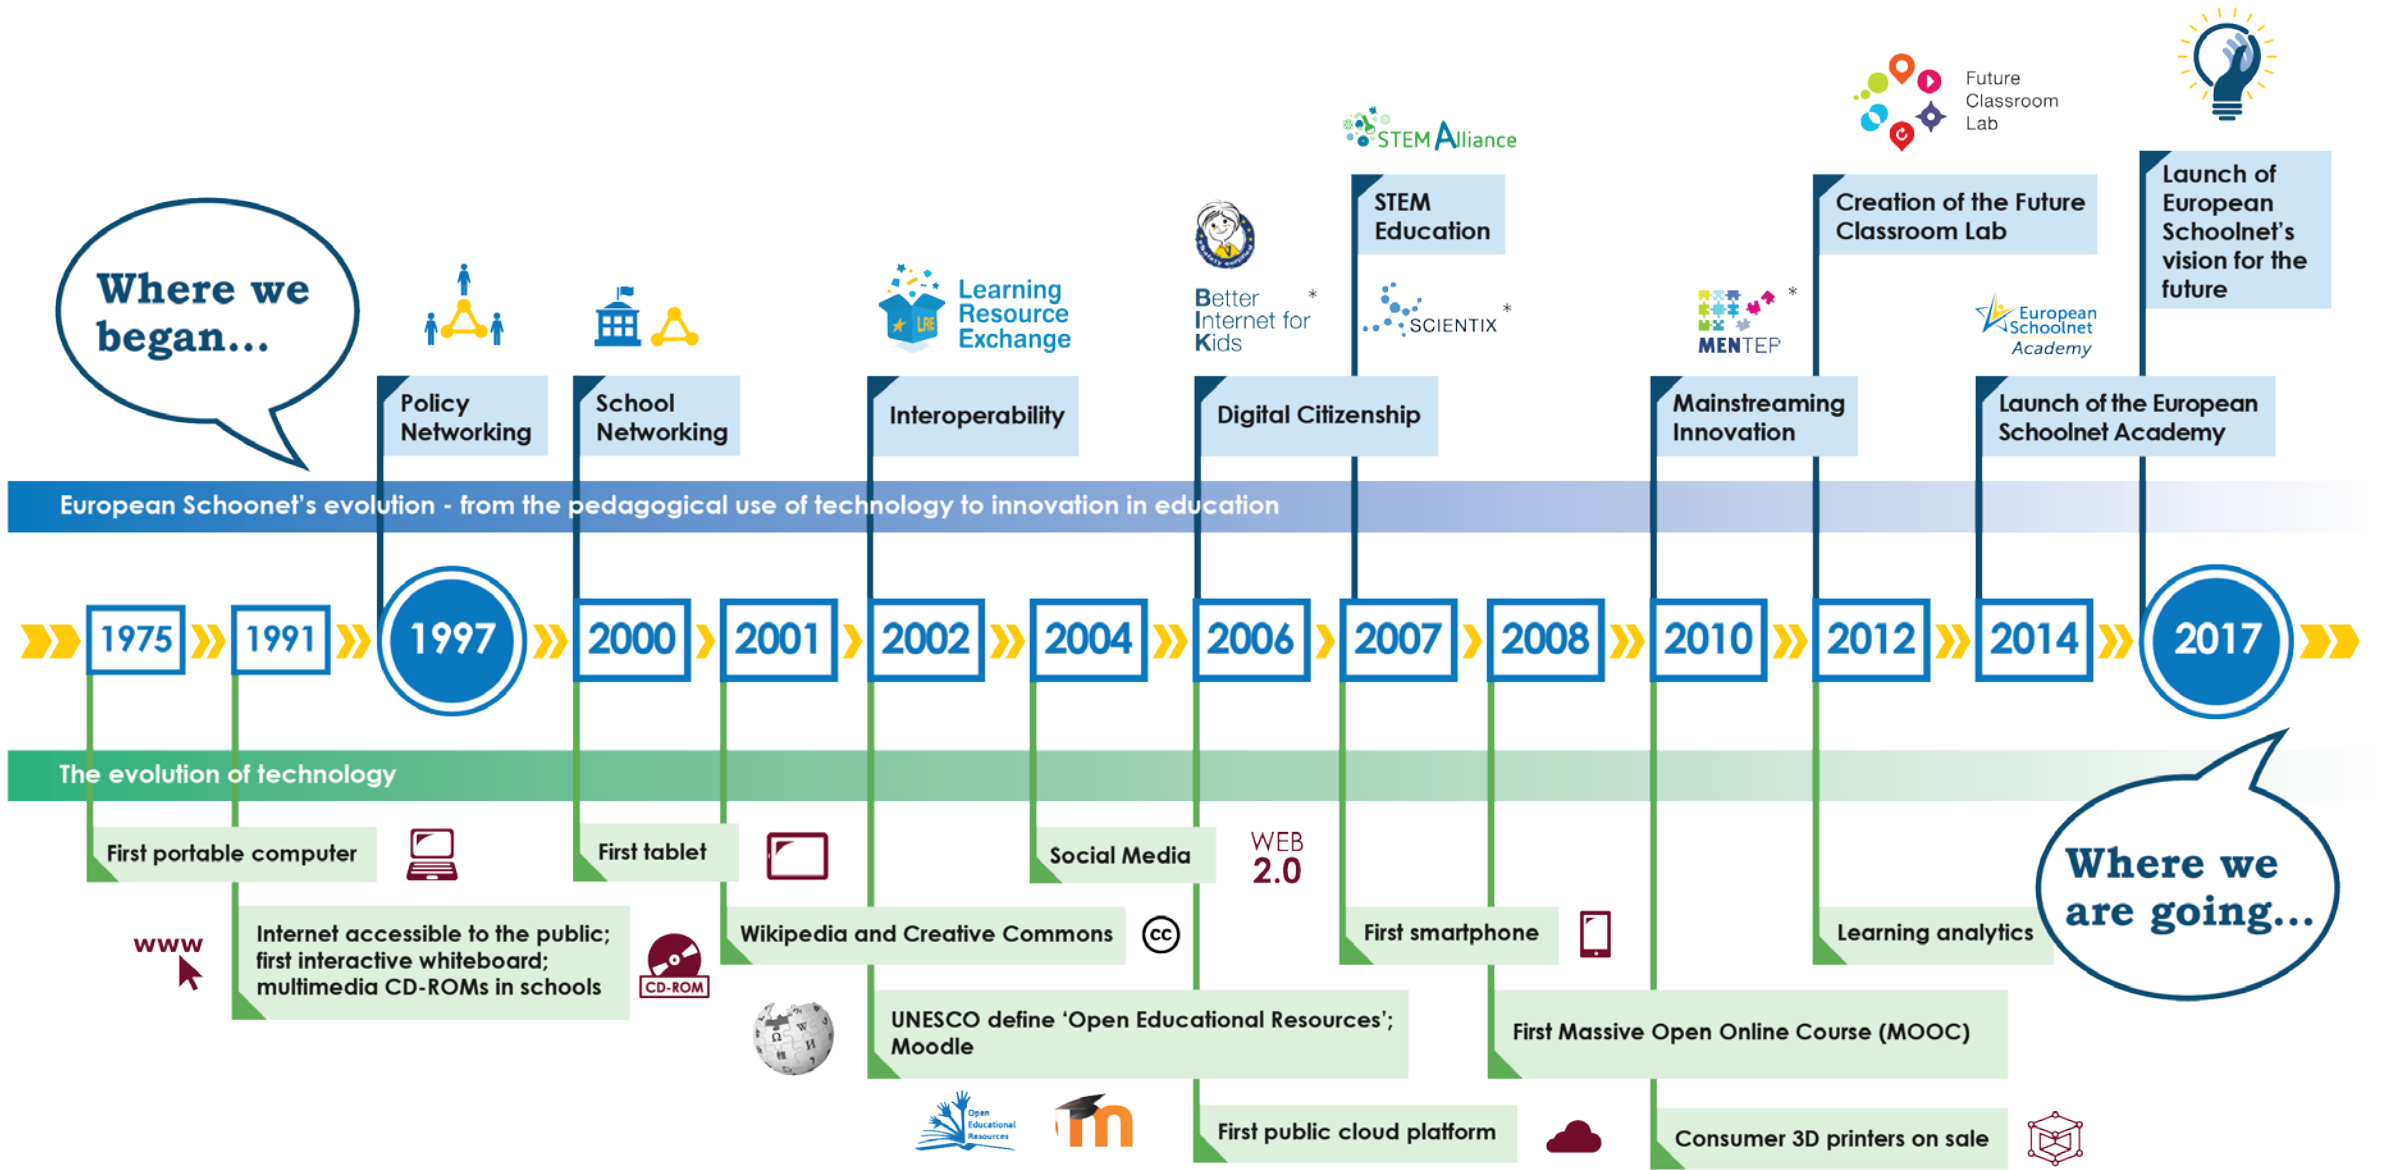 Future
Classroom
Lab
STEM Alliance
Launch of
European
Schoolnet's
vision for the
future
STEM
Education
Creation of the Future
Classroom Lab
Where we
began...
Learning
Resource
Exchange
LRE
Better
Internet for
Kids
*
SCIENTIX *
MENTEP
*
European
Schoolnet
Academy
Policy
Networking
School
Networking
Interoperability
Digital Citizenship
Mainstreaming
Innovation
Launch of the European
Schoolnet Academy
European Schoonet's evolution - from the pedagogical use of technology to innovation in education
1975
1991
1997
2000
2001
2002
2004
2006
2007
2008
2010
2012
2014
2017
The evolution of technology
First portable computer
First tablet
Social Media
WEB
2.0
Where we
are going...
www
Internet accessible to the public;
first interactive whiteboard;
multimedia CD-ROMs in schools
CD-ROM
Wikipedia and Creative Commons
cc
First smartphone
Learning analytics
UNESCO define ‘Open Educational Resources’;
Moodle
First Massive Open Online Course (MOOC)
Open
Educational
Resources
m
First public cloud platform
Consumer 3D printers on sale